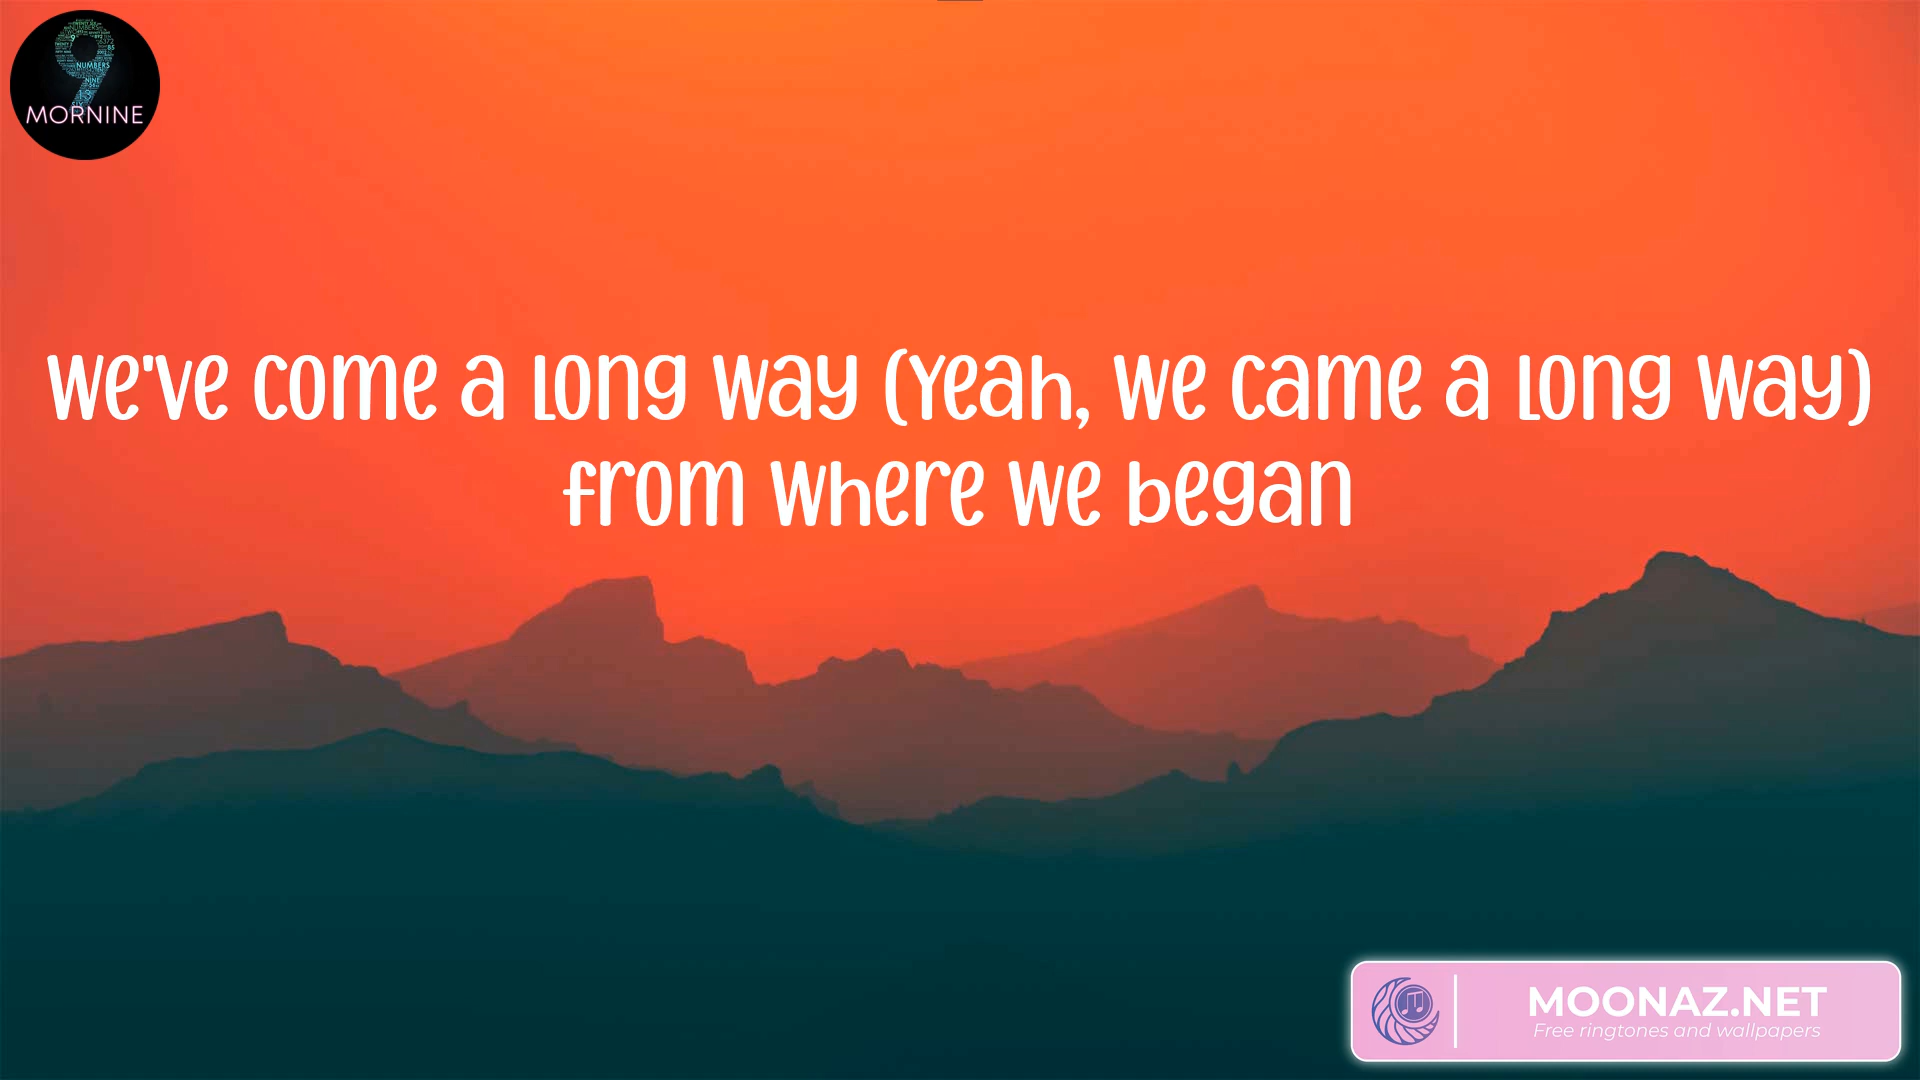 MORNINE
We've come a long way (Yeah, we came a long way)
from where we began
MOONAZ.NET
Free ringtones and wallpapers